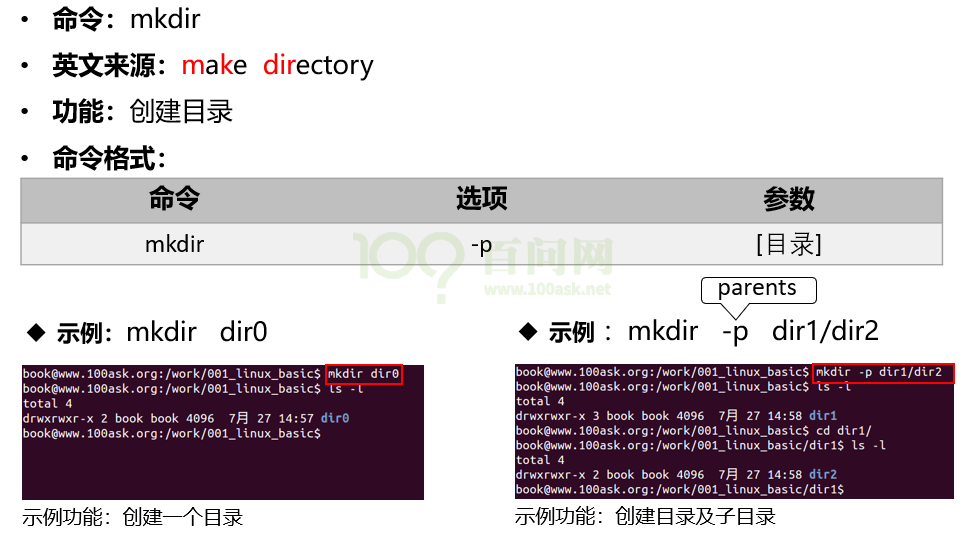 • 命令：mkdir
• 英文来源：make directory
• 功能：创建目录
• 命令格式：
命令 选项 参数
mkdir -p [目录]
100? 百问网
www.100ask.net
parents
◆ 示例：mkdir dir0
book@www.100ask.org:/work/001_linux_basic$ mkdir dir0
book@www.100ask.org:/work/001_linux_basic$ ls -l
total 4
drwxrwxr-x 2 book book 4096 7月 27 14:57 dir0
book@www.100ask.org:/work/001_linux_basic$
示例功能：创建一个目录
◆ 示例：mkdir -p dir1/dir2
book@www.100ask.org:/work/001_linux_basic$ mkdir -p dir1/dir2
book@www.100ask.org:/work/001_linux_basic$ ls -l
total 4
drwxrwxr-x 3 book book 4096 7月 27 14:58 dir1
book@www.100ask.org:/work/001_linux_basic$ cd dir1/
book@www.100ask.org:/work/001_linux_basic/dir1$ ls -l
total 4
drwxrwxr-x 2 book book 4096 7月 27 14:58 dir2
book@www.100ask.org:/work/001_linux_basic/dir1$
示例功能：创建目录及子目录